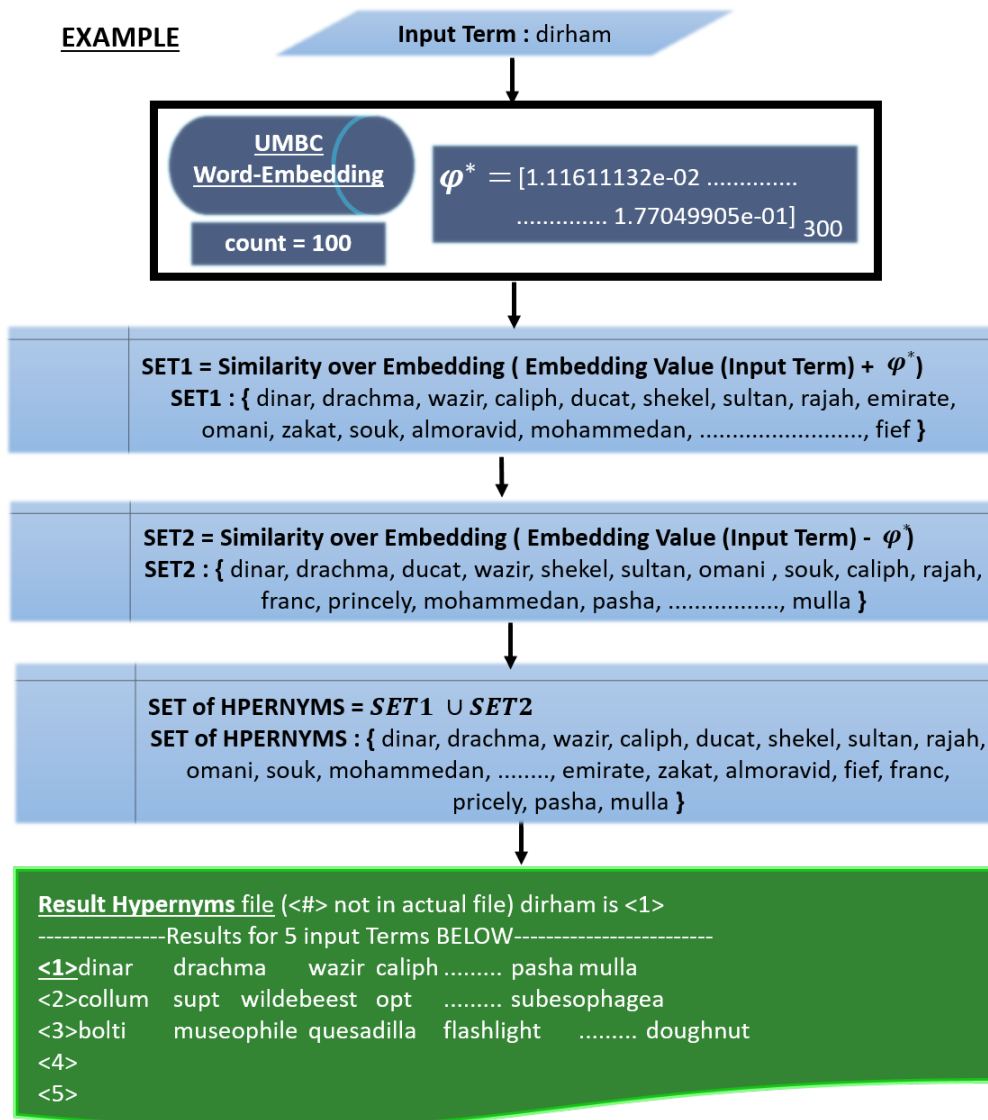 EXAMPLE
Input Term : dirham
UMBC
Word-Embedding
count = 100
φ* = [1.11611132e-02 ..............
.............. 1.77049905e-01] 300
SET1 = Similarity over Embedding ( Embedding Value (Input Term) + φ*)
SET1 : { dinar, drachma, wazir, caliph, ducat, shekel, sultan, rajah, emirate,
omani, zakat, souk, almoravid, mohammedan, .........................., fief }
SET2 = Similarity over Embedding ( Embedding Value (Input Term) - φ*)
SET2 : { dinar, drachma, ducat, wazir, shekel, sultan, omani , souk, caliph, rajah,
franc, princely, mohammedan, pasha, .................., mulla }
SET of HPERNYMS = SET1 ∪ SET2
SET of HPERNYMS : { dinar, drachma, wazir, caliph, ducat, shekel, sultan, rajah,
omani, souk, mohammedan, ........, emirate, zakat, almoravid, fief, franc,
pricely, pasha, mulla }
Result Hypernyms file (<#> not in actual file) dirham is <1>
----------------Results for 5 input Terms BELOW-------------------------
<1>dinar drachma wazir caliph ......... pasha mulla
<2>collum supt wildebeest opt ......... subesophagea
<3>bolti museophile quesadilla flashlight ......... doughnut
<4>
<5>